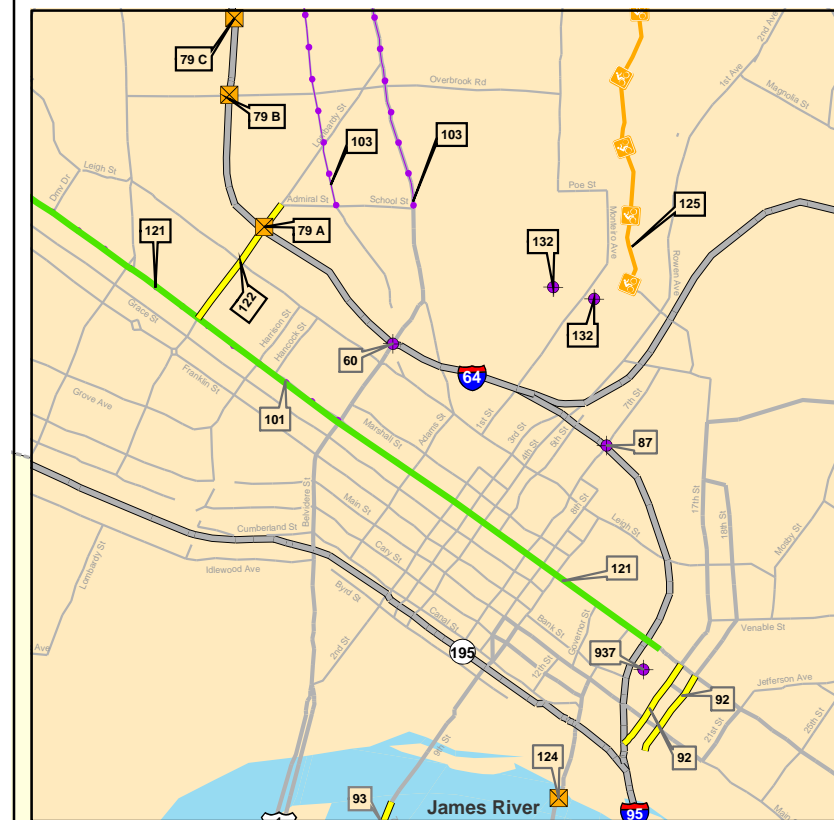 79 C
Overbrook Rd
2nd Ave
1st Ave
Magnolia St
79 B
Lombardy St
103
103
Leigh St
Dmv Dr
Admiral St
School St
Poe St
Monteiro Ave
125
121
79 A
132
Rowen Ave
122
Grace St
132
Harrison St
Hancock St
60
64
Franklin St
Grove Ave
101
Marshall St
Adams St
1st St
3rd St
4th St
5th St
7th St
87
Belvidere St
Main St
8th St
Leigh St
17th St
18th St
Mosby St
Cumberland St
Cary St
Idlewood Ave
Lombardy St
Byrd St
121
Canal St
Bank St
Governor St
Venable St
Ave
2nd St
195
12th St
937
Jefferson Ave
92
21st St
25th St
9th St
92
124
93
James River
95
Main